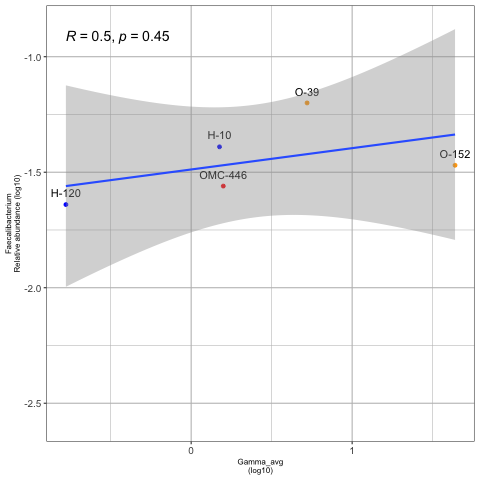 R = 0.5, p = 0.45
-1.0
-1.5
-2.0
-2.5
O-39
H-10
O-152
OMC-446
H-120
0
1
Gamma_avg
(log10)
Faecalibacterium
Relative abundance (log10)